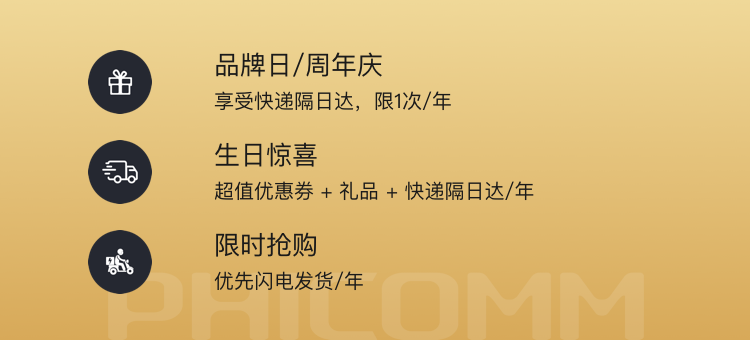 品牌日/周年庆
享受快递隔日达，限1次/年
生日惊喜
超值优惠券 + 礼品 + 快递隔日达/年
限时抢购
优先闪电发货/年
PHICOMM